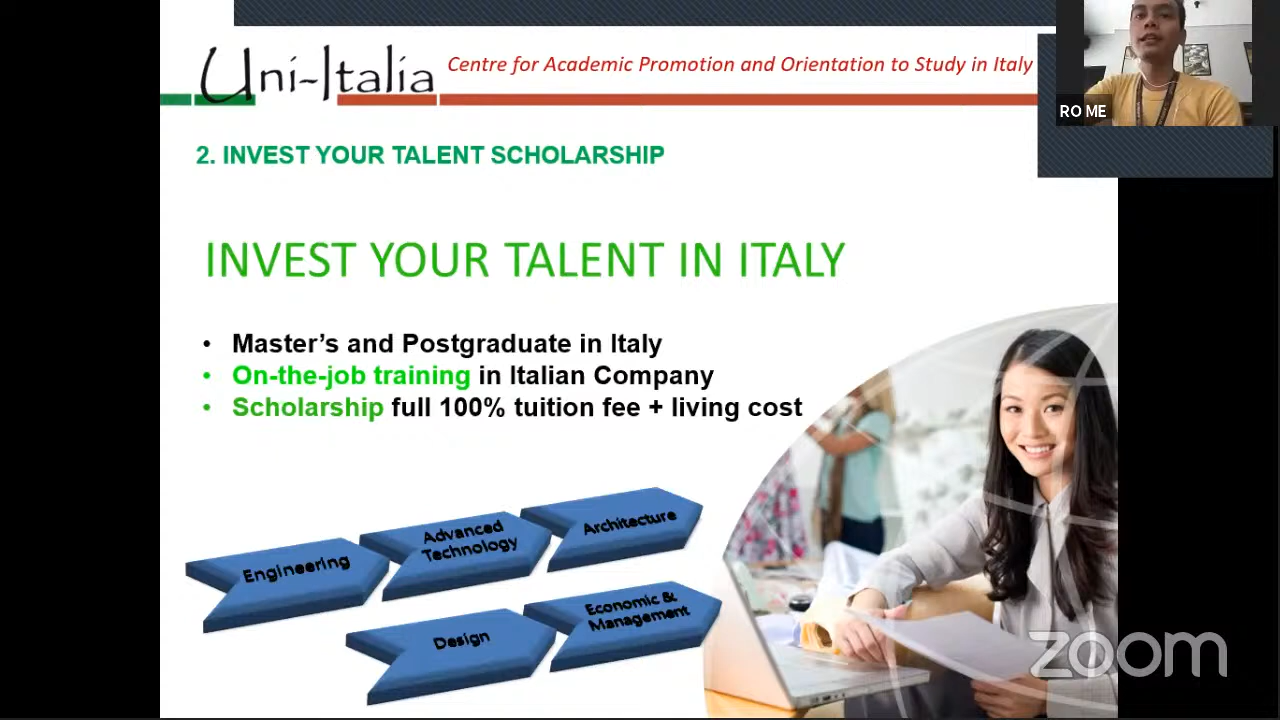 Uni-Italia
Centre for Academic Promotion and Orientation to Study in Italy
RO ME
2. INVEST YOUR TALENT SCHOLARSHIP
INVEST YOUR TALENT IN ITALY
• Master's and Postgraduate in Italy
• On-the-job training in Italian Company
• Scholarship full 100% tuition fee + living cost
Engineering
Advanced
Technology
Architecture
Design
Economic &
Management
zoom